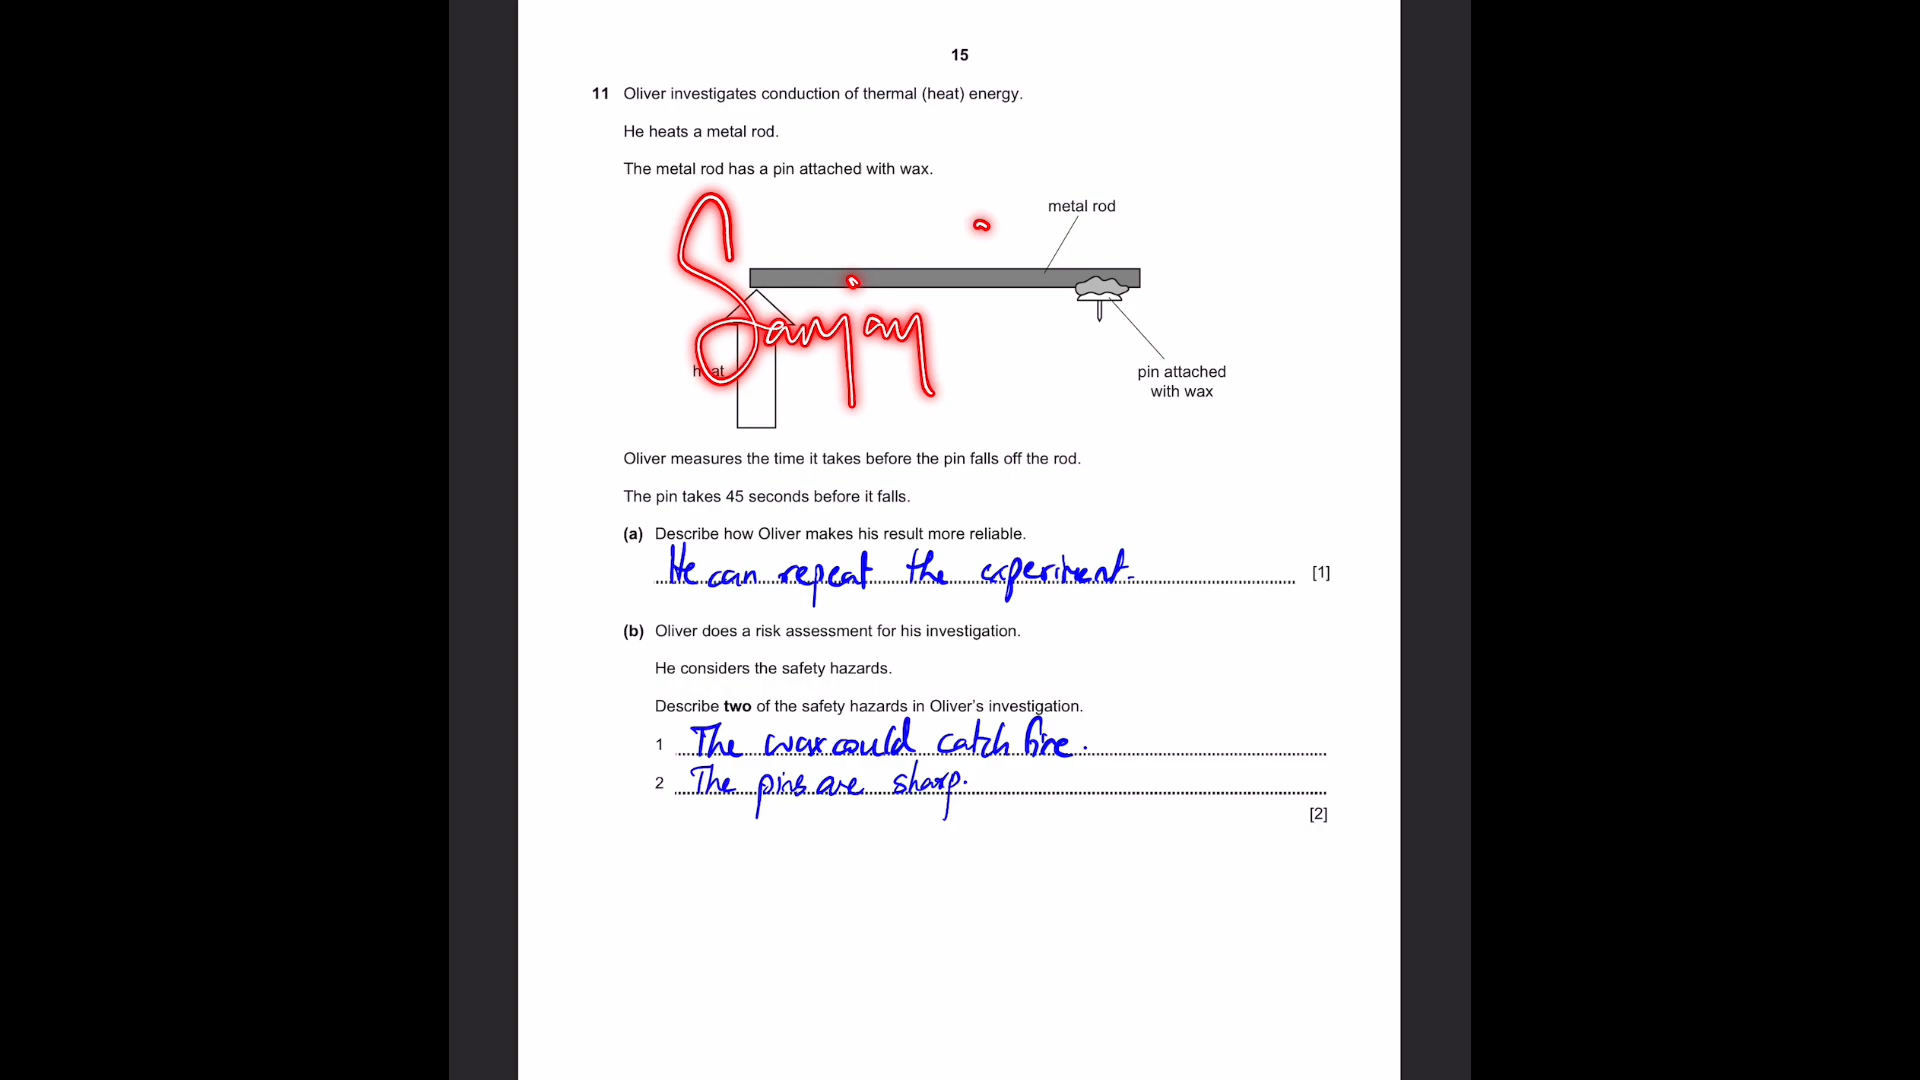 15
11 Oliver investigates conduction of thermal (heat) energy.
He heats a metal rod.
The metal rod has a pin attached with wax.
metal rod
Sanjay
heat
pin attached
with wax
Oliver measures the time it takes before the pin falls off the rod.
The pin takes 45 seconds before it falls.
(a) Describe how Oliver makes his result more reliable.
He can repeat the experiment. [1]
(b) Oliver does a risk assessment for his investigation.
He considers the safety hazards.
Describe two of the safety hazards in Oliver's investigation.
1 The wax could catch fire.
2 The pins are sharp.
[2]